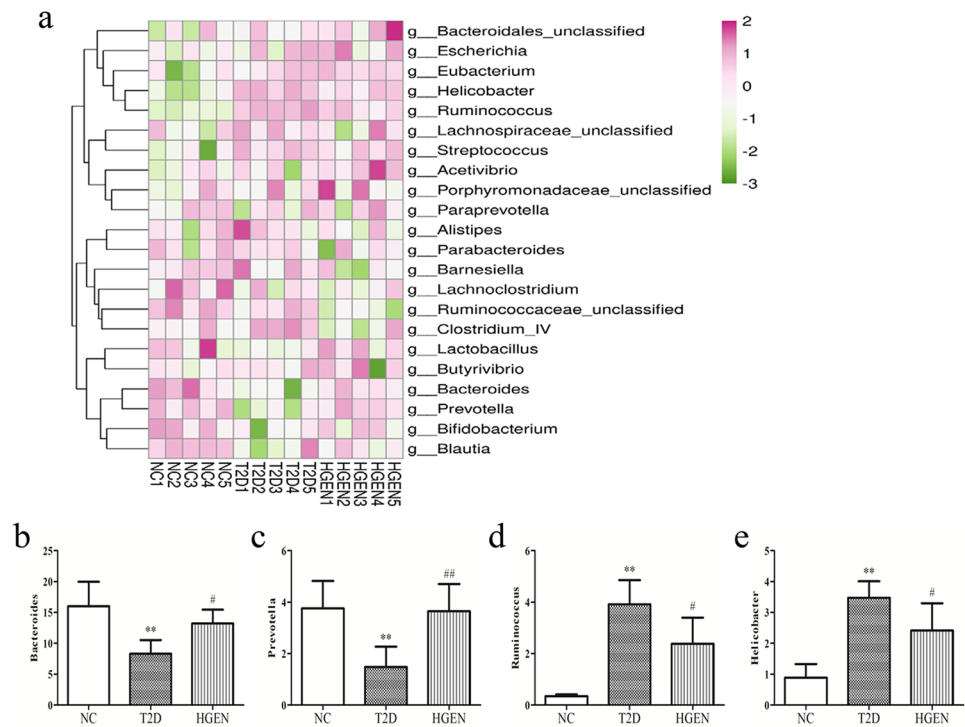 a
g__Bacteroidales_unclassified
g__Escherichia
g__Eubacterium
g__Helicobacter
g__Ruminococcus
g__Lachnospiraceae_unclassified
g__Streptococcus
g__Acetivibrio
g__Porphyromonadaceae_unclassified
g__Paraprevotella
g__Alistipes
g__Parabacteroides
g__Barnesiella
g__Lachnoclostridium
g__Ruminococcaceae_unclassified
g__Clostridium_IV
g__Lactobacillus
g__Butyrivibrio
g__Bacteroides
g__Prevotella
g__Bifidobacterium
g__Blautia
2
1
0
-1
-2
-3
NC1 NC2 NC3 NC4 NC5 T2D1 T2D2 T2D3 T2D4 T2D5 HGEN1 HGEN2 HGEN3 HGEN4 HGEN5
b
Bacteroides
25
20
15
10
5
0
**
#
NC T2D HGEN
c
Prevotella
6
4
2
0
**
##
NC T2D HGEN
d
Ruminococcus
6
4
2
0
**
#
NC T2D HGEN
e
Helicobacter
5
4
3
2
1
0
**
#
NC T2D HGEN